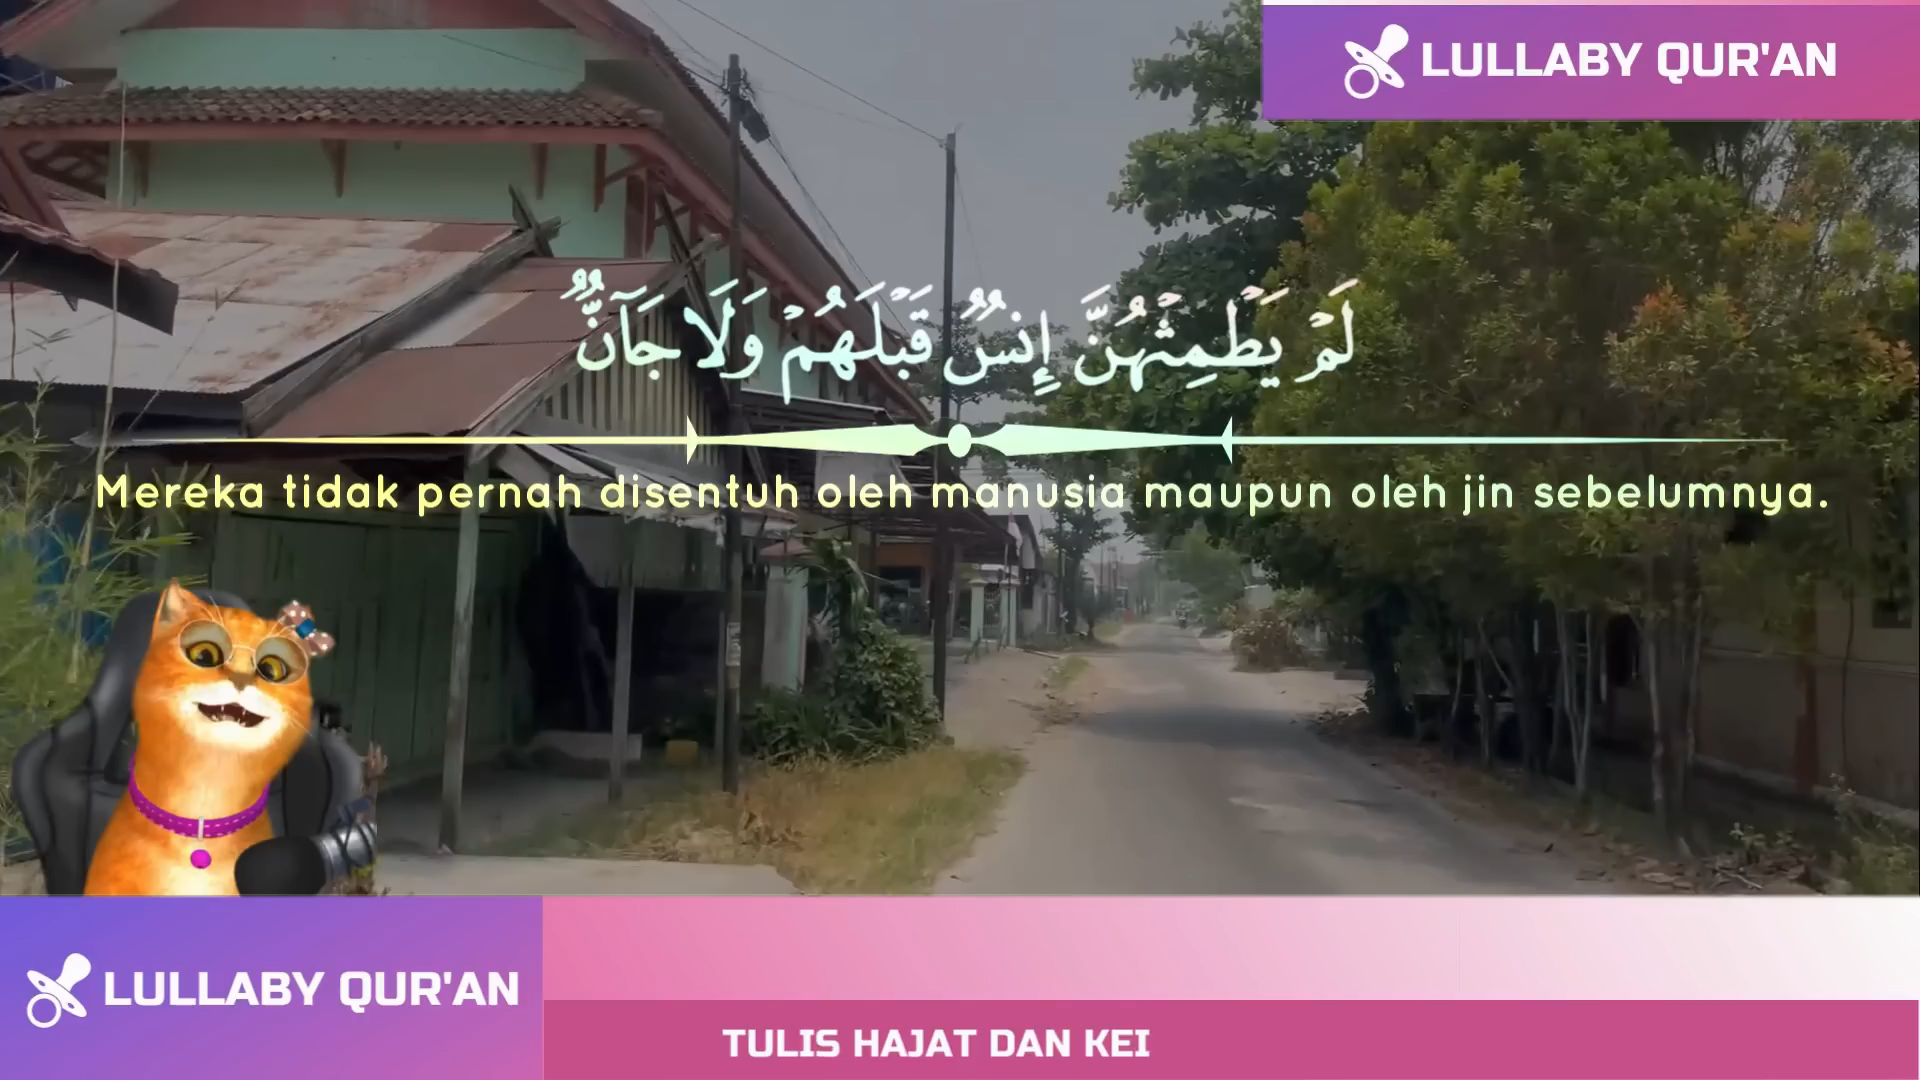 LULLABY QUR'AN
لَمْ يَطْمِثْهُنَّ إِنسٌ قَبْلَهُمْ وَلَا جَآنٌّ
Mereka tidak pernah disentuh oleh manusia maupun oleh jin sebelumnya.
LULLABY QUR'AN
TULIS HAJAT DAN KEI